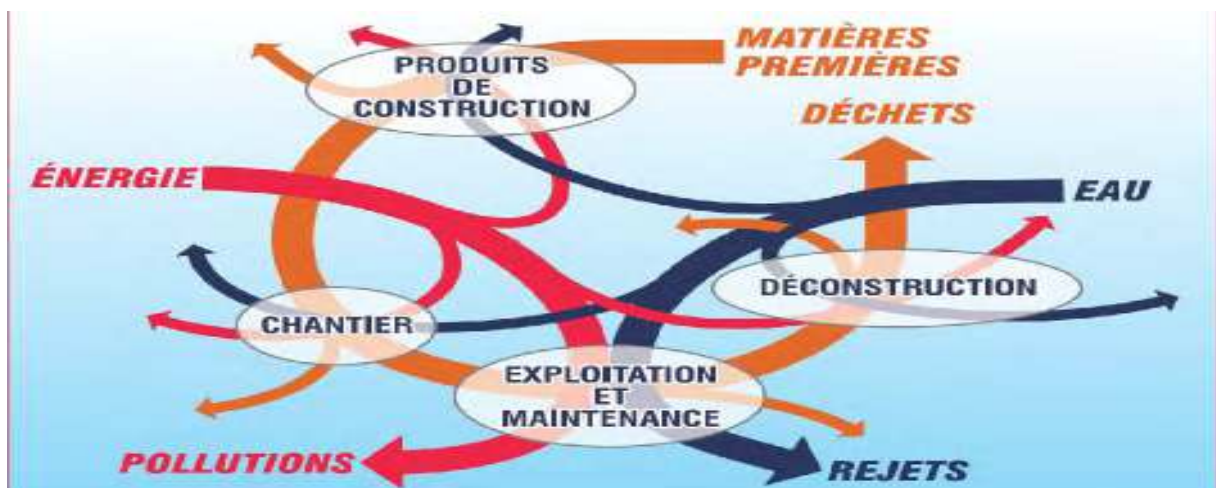 PRODUITS
DE
CONSTRUCTION
MATIÈRES
PREMIÈRES
DÉCHETS
ÉNERGIE
EAU
DÉCONSTRUCTION
CHANTIER
EXPLOITATION
ET
MAINTENANCE
POLLUTIONS
REJETS